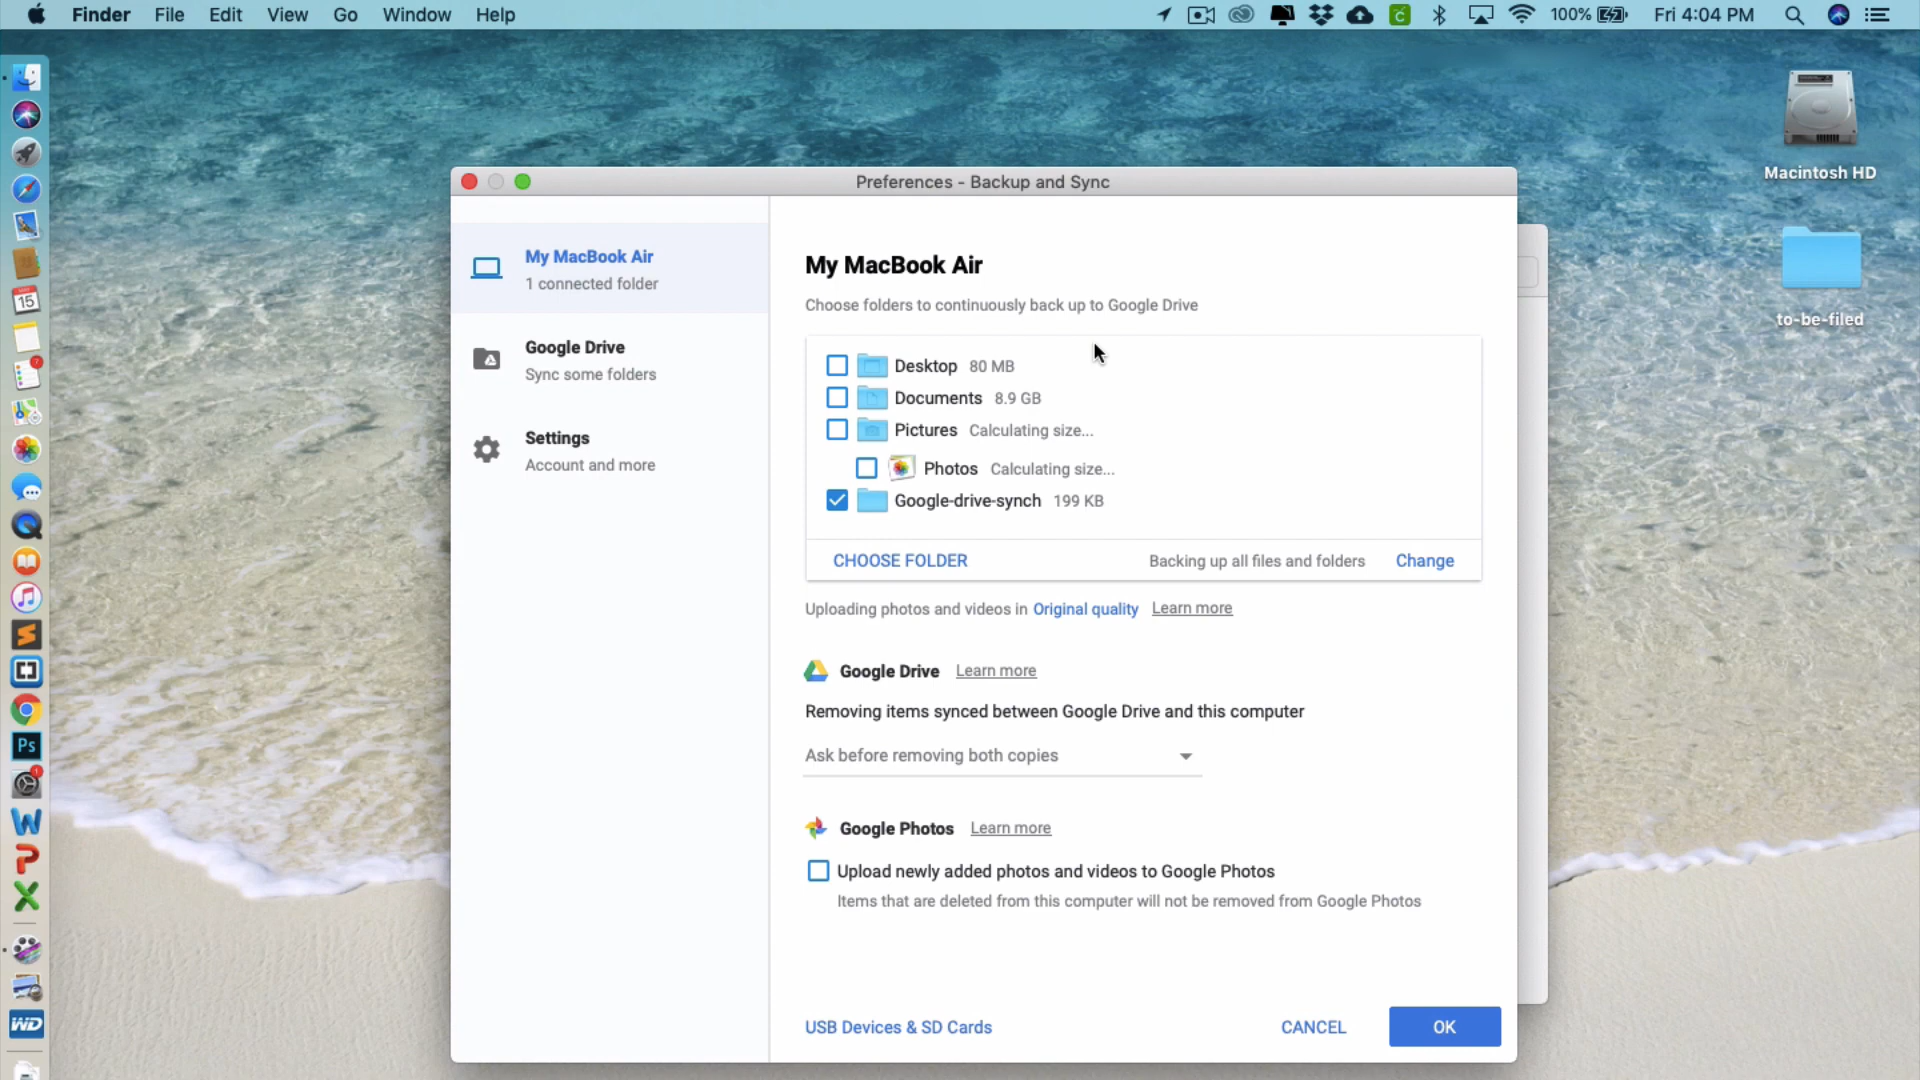 Finder File Edit View Go Window Help 100% Fri 4:04 PM
Macintosh HD
to-be-filed
Preferences - Backup and Sync
My MacBook Air
1 connected folder
Google Drive
Sync some folders
Settings
Account and more
My MacBook Air
Choose folders to continuously back up to Google Drive
Desktop 80 MB
Documents 8.9 GB
Pictures Calculating size...
Photos Calculating size...
Google-drive-synch 199 KB
CHOOSE FOLDER Backing up all files and folders Change
Uploading photos and videos in Original quality Learn more
Google Drive Learn more
Removing items synced between Google Drive and this computer
Ask before removing both copies
Google Photos Learn more
Upload newly added photos and videos to Google Photos
Items that are deleted from this computer will not be removed from Google Photos
USB Devices & SD Cards CANCEL OK
15
7
Ps
1
W
P
X
WD